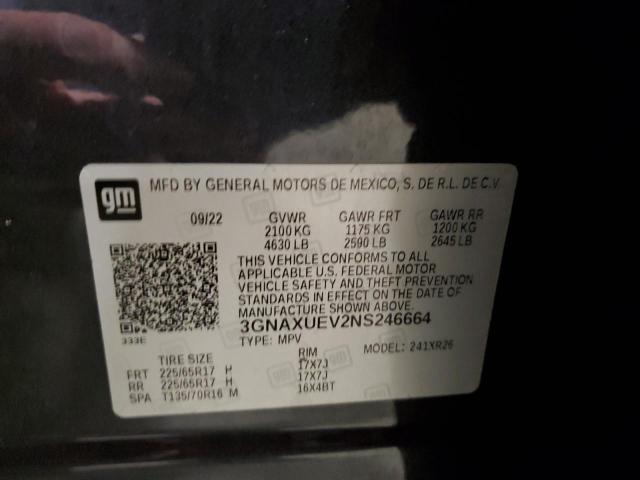 gm MFD BY GENERAL MOTORS DE MEXICO, S. DE R.L. DE C.V.
09/22 GVWR GAWR FRT GAWR RR
2100 KG 1175 KG 1200 KG
4630 LB 2590 LB 2645 LB
THIS VEHICLE CONFORMS TO ALL
APPLICABLE U.S. FEDERAL MOTOR
VEHICLE SAFETY AND THEFT PREVENTION
STANDARDS IN EFFECT ON THE DATE OF
MANUFACTURE SHOWN ABOVE.
3GNAXUEV2NS246664
333E TYPE: MPV MODEL: 241XR26
TIRE SIZE RIM
FRT 225/65R17 H 17X7J
RR 225/65R17 H 17X7J
SPA T135/70R16 M 16X4BT